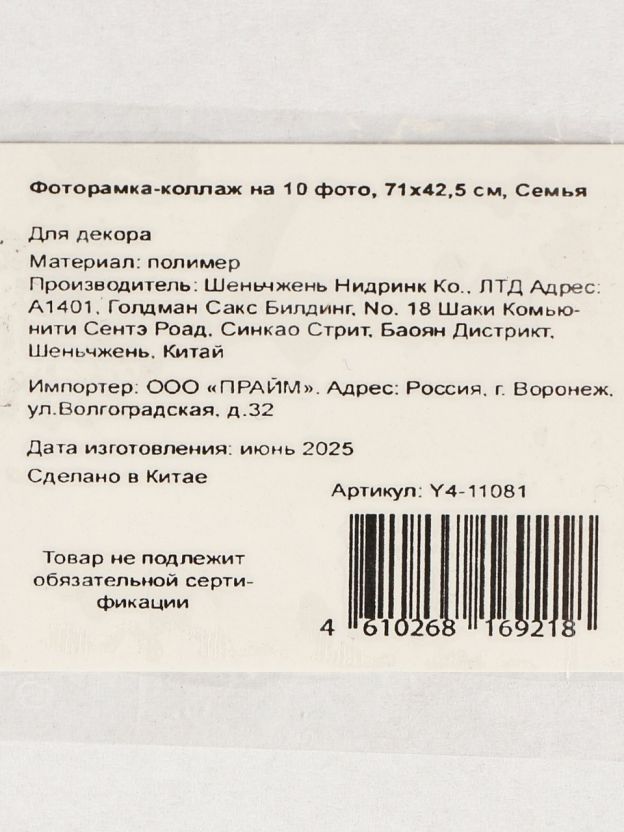 Фоторамка-коллаж на 10 фото, 71х42,5 см, Семья
Для декора
Материал: полимер
Производитель: Шеньчжень Нидринк Ко., ЛТД Адрес:
А1401, Голдман Сакс Билдинг, No. 18 Шаки Комью-
нити Сентэ Роад, Синкао Стрит, Баоян Дистрикт,
Шеньчжень, Китай
Импортер: ООО «ПРАЙМ». Адрес: Россия, г. Воронеж,
ул.Волгоградская, д.32
Дата изготовления: июнь 2025
Сделано в Китае
Артикул: Y4-11081
Товар не подлежит
обязательной серти-
фикации
4 610268 169218